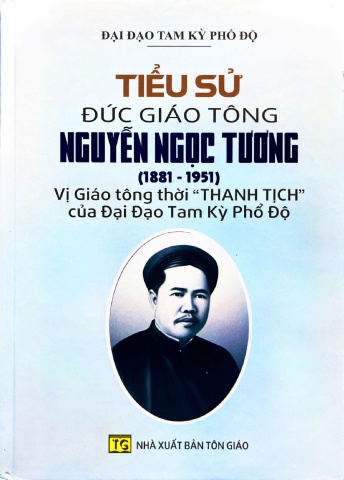 ĐẠI ĐẠO TAM KỲ PHỔ ĐỘ
TIỂU SỬ
ĐỨC GIÁO TÔNG
NGUYỄN NGỌC TƯƠNG
(1881 - 1951)
Vị Giáo tông thời “THANH TỊCH”
của Đại Đạo Tam Kỳ Phổ Độ
TG NHÀ XUẤT BẢN TÔN GIÁO